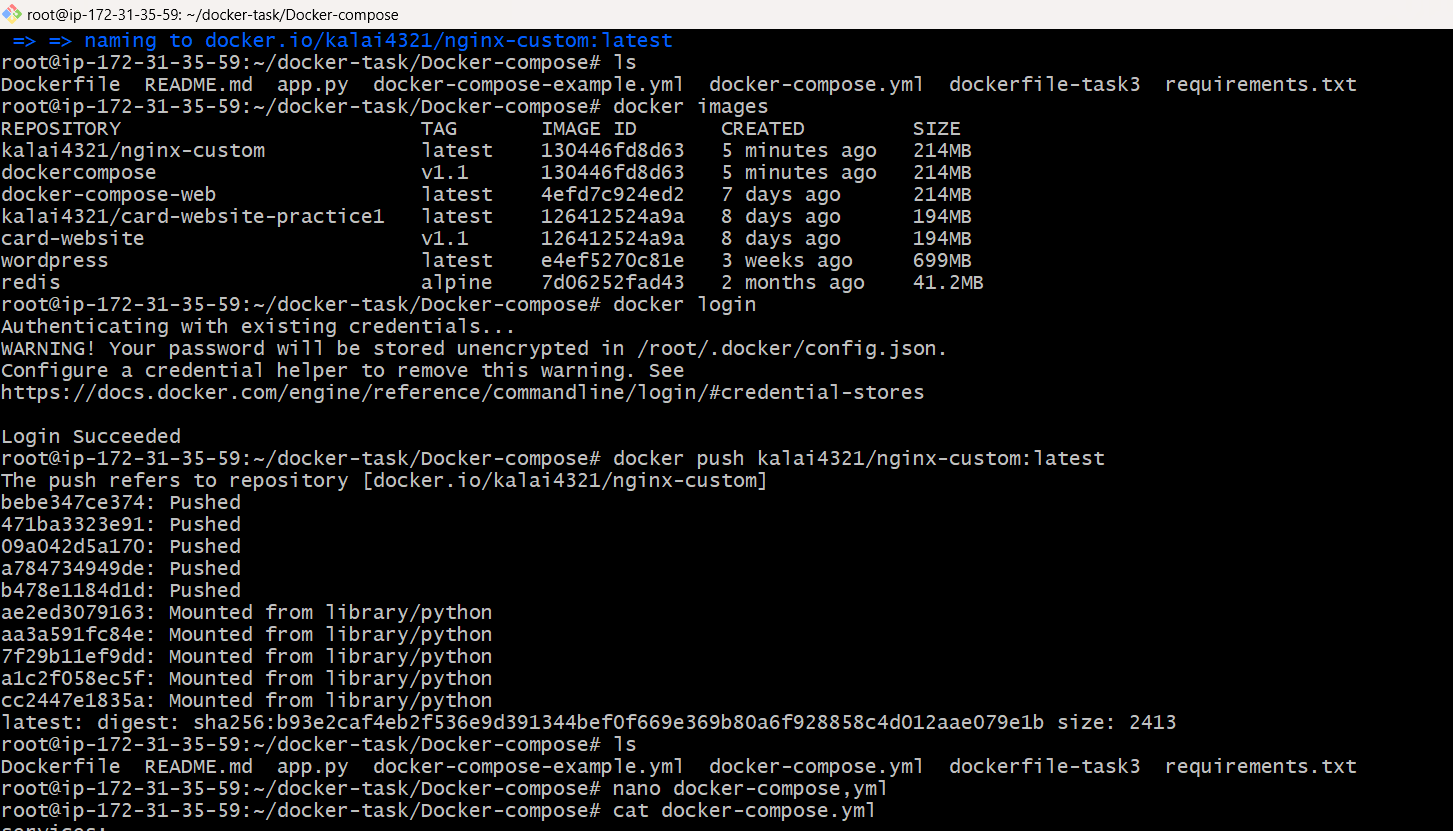 root@ip-172-31-35-59: ~/docker-task/Docker-compose
=> => naming to docker.io/kalai4321/nginx-custom:latest
root@ip-172-31-35-59:~/docker-task/Docker-compose# ls
Dockerfile  README.md  app.py  docker-compose-example.yml  docker-compose.yml  dockerfile-task3  requirements.txt
root@ip-172-31-35-59:~/docker-task/Docker-compose# docker images
REPOSITORY                         TAG       IMAGE ID       CREATED         SIZE
kalai4321/nginx-custom             latest    130446fd8d63   5 minutes ago   214MB
dockercompose                      v1.1      130446fd8d63   5 minutes ago   214MB
docker-compose-web                 latest    4efd7c924ed2   7 days ago      214MB
kalai4321/card-website-practice1   latest    126412524a9a   8 days ago      194MB
card-website                       v1.1      126412524a9a   8 days ago      194MB
wordpress                          latest    e4ef5270c81e   3 weeks ago     699MB
redis                              alpine    7d06252fad43   2 months ago    41.2MB
root@ip-172-31-35-59:~/docker-task/Docker-compose# docker login
Authenticating with existing credentials...
WARNING! Your password will be stored unencrypted in /root/.docker/config.json.
Configure a credential helper to remove this warning. See
https://docs.docker.com/engine/reference/commandline/login/#credential-stores
Login Succeeded
root@ip-172-31-35-59:~/docker-task/Docker-compose# docker push kalai4321/nginx-custom:latest
The push refers to repository [docker.io/kalai4321/nginx-custom]
bebe347ce374: Pushed
471ba3323e91: Pushed
09a042d5a170: Pushed
a784734949de: Pushed
b478e1184d1d: Pushed
ae2ed3079163: Mounted from library/python
aa3a591fc84e: Mounted from library/python
7f29b11ef9dd: Mounted from library/python
a1c2f058ec5f: Mounted from library/python
cc2447e1835a: Mounted from library/python
latest: digest: sha256:b93e2caf4eb2f536e9d391344bef0f669e369b80a6f928858c4d012aae079e1b size: 2413
root@ip-172-31-35-59:~/docker-task/Docker-compose# ls
Dockerfile  README.md  app.py  docker-compose-example.yml  docker-compose.yml  dockerfile-task3  requirements.txt
root@ip-172-31-35-59:~/docker-task/Docker-compose# nano docker-compose,yml
root@ip-172-31-35-59:~/docker-task/Docker-compose# cat docker-compose.yml
services: